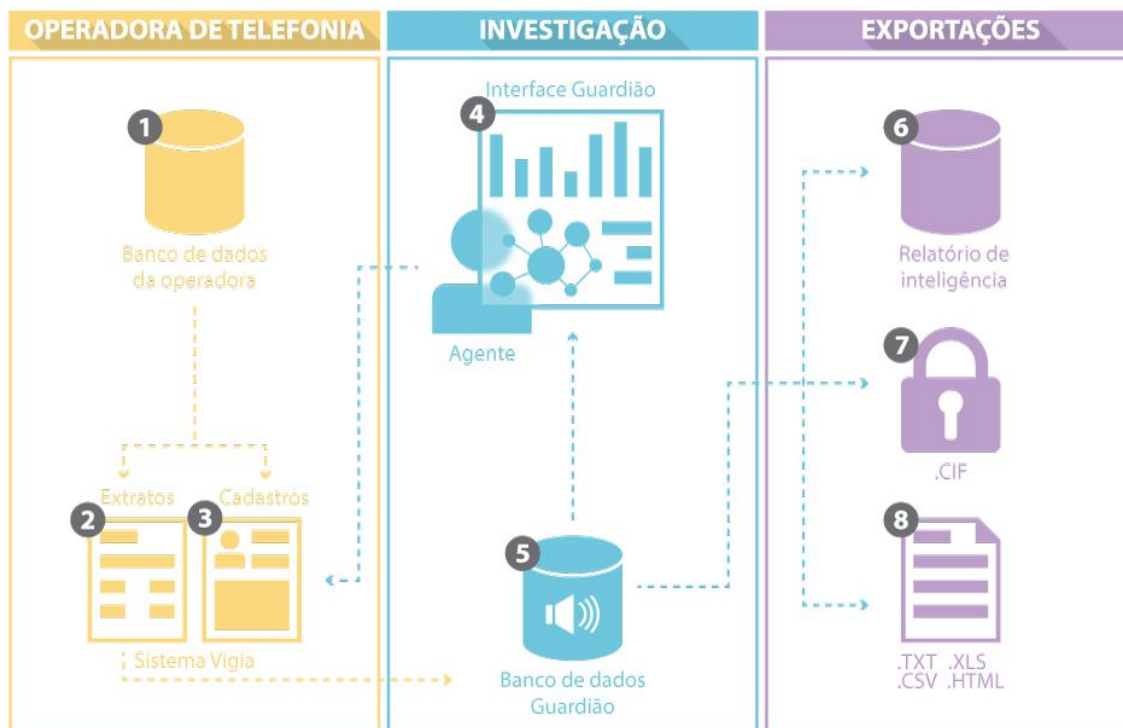 OPERADORA DE TELEFONIA
INVESTIGAÇÃO
EXPORTAÇÕES
1
Banco de dados
da operadora
Extratos
Cadastros
2
3
Sistema Vigia
Interface Guardião
4
Agente
5
Banco de dados
Guardião
6
Relatório de
inteligência
7
.CIF
8
.TXT .XLS
.CSV .HTML